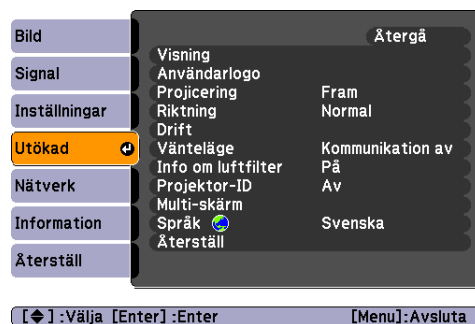 Bild
Signal
Inställningar
Utökad
Nätverk
Information
Återställ
Återgå
Visning
Användarlogo
Projicering Fram
Riktning Normal
Drift
Vänteläge Kommunikation av
Info om luftfilter På
Projektor-ID Av
Multi-skärm
Språk Svenska
Återställ
[◆] :Välja [Enter] :Enter [Menu]:Avsluta